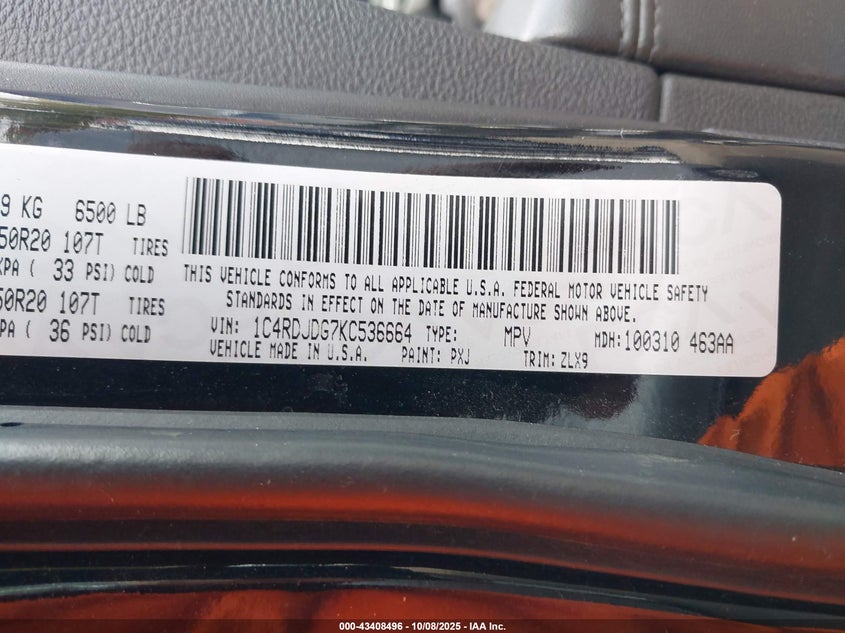 9 KG 6500 LB
50R20 107T TIRES
KPA ( 33 PSI) COLD
50R20 107T TIRES
PA ( 36 PSI) COLD
THIS VEHICLE CONFORMS TO ALL APPLICABLE U.S.A. FEDERAL MOTOR VEHICLE SAFETY
STANDARDS IN EFFECT ON THE DATE OF MANUFACTURE SHOWN ABOVE.
VIN: 1C4RDJDG7KC536664 TYPE: MPV MDH: 100310 463AA
VEHICLE MADE IN U.S.A. PAINT: PXJ TRIM: ZLX9
000-43408496 - 10/08/2025 - IAA Inc.